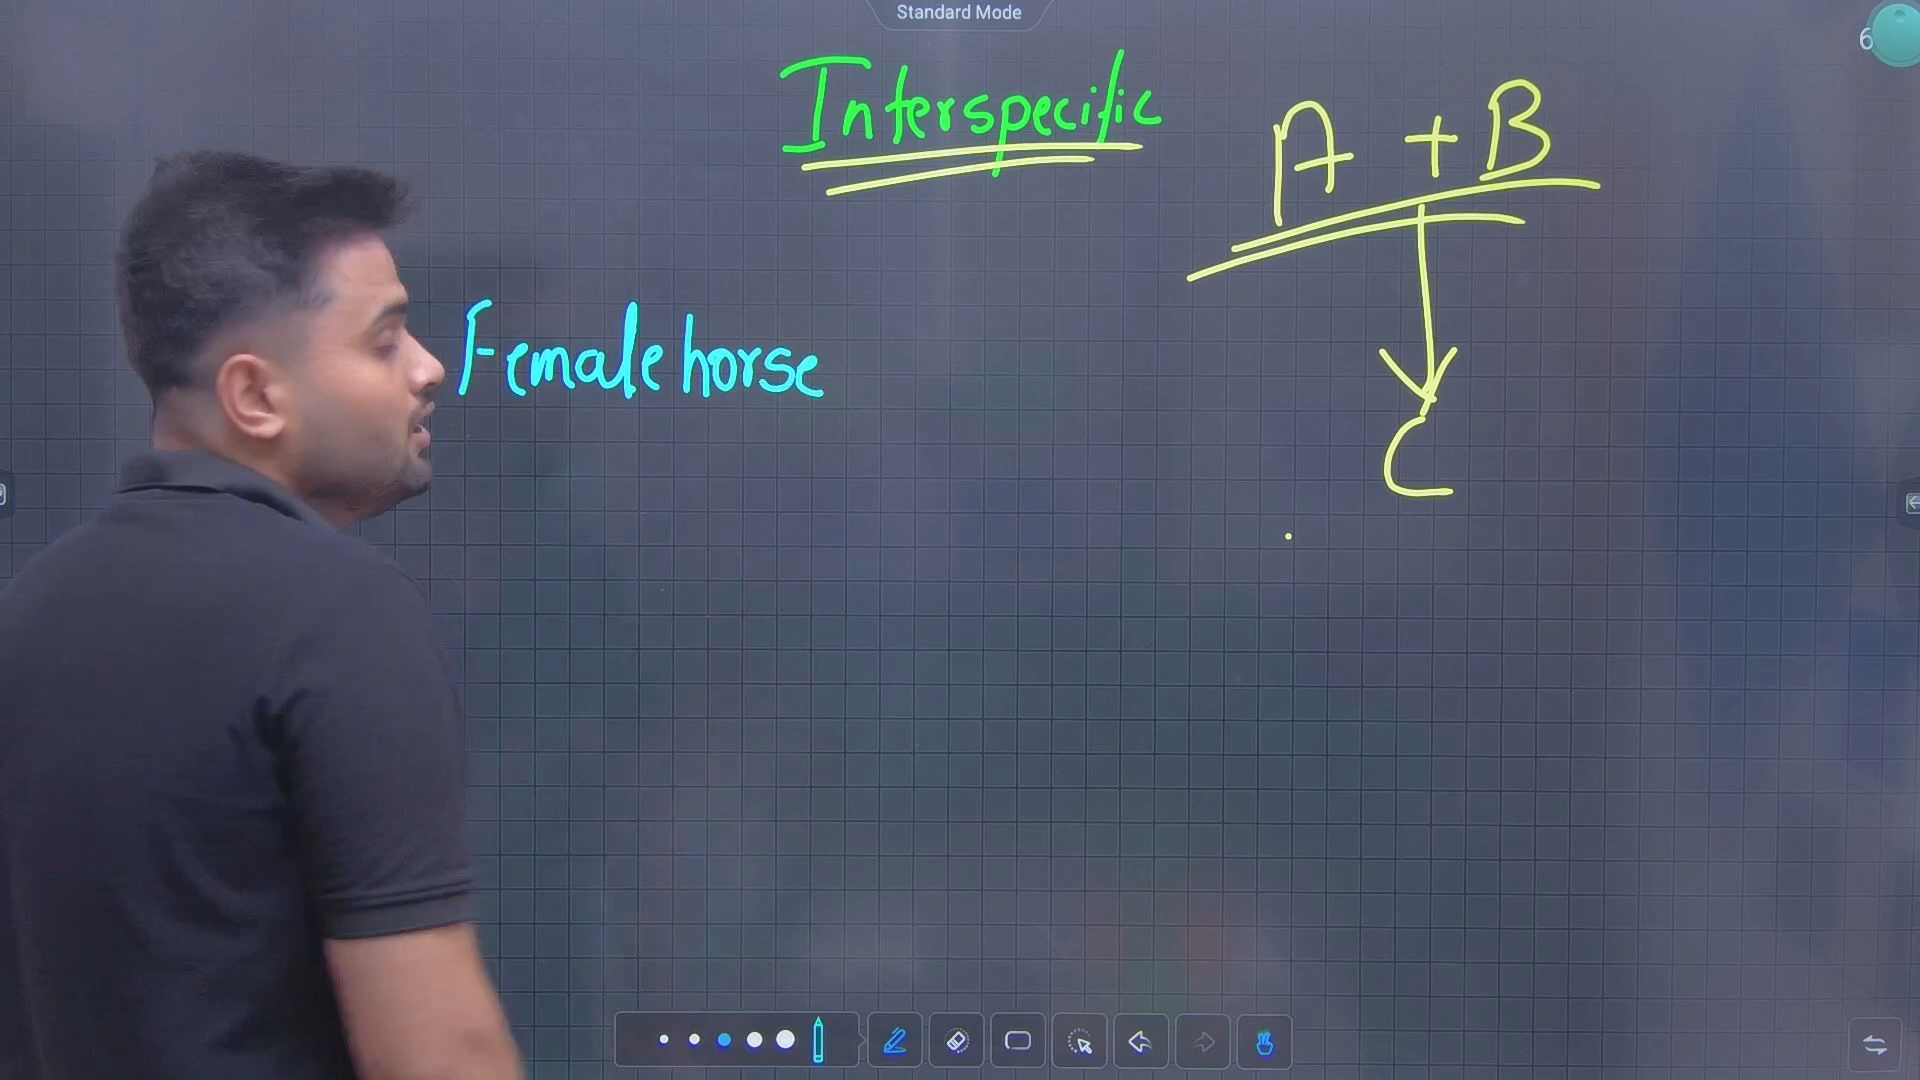 Standard Mode
6
Interspecific
A + B
Female horse
C